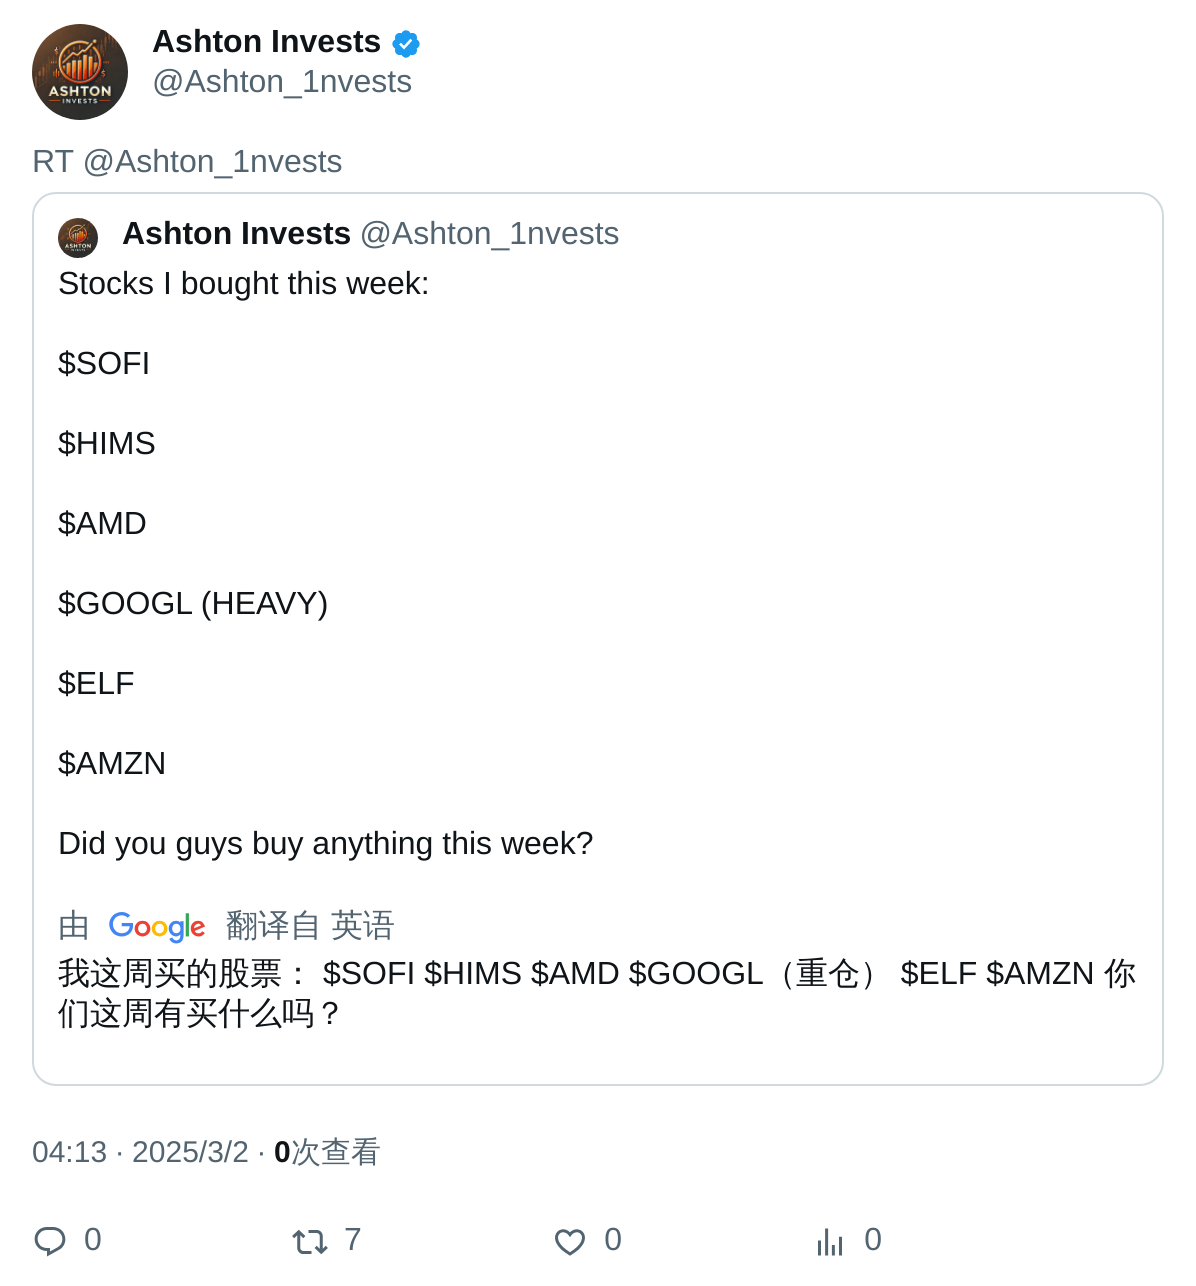 Ashton Invests
@Ashton_1nvests
ASHTON
INVESTS
RT @Ashton_1nvests
ASHTON
Ashton Invests @Ashton_1nvests
Stocks I bought this week:
$SOFI
$HIMS
$AMD
$GOOGL (HEAVY)
$ELF
$AMZN
Did you guys buy anything this week?
由 Google 翻译自 英语
我这周买的股票： $SOFI $HIMS $AMD $GOOGL（重仓） $ELF $AMZN 你
们这周有买什么吗？
04:13 · 2025/3/2 · 0次查看
0 7 0 0